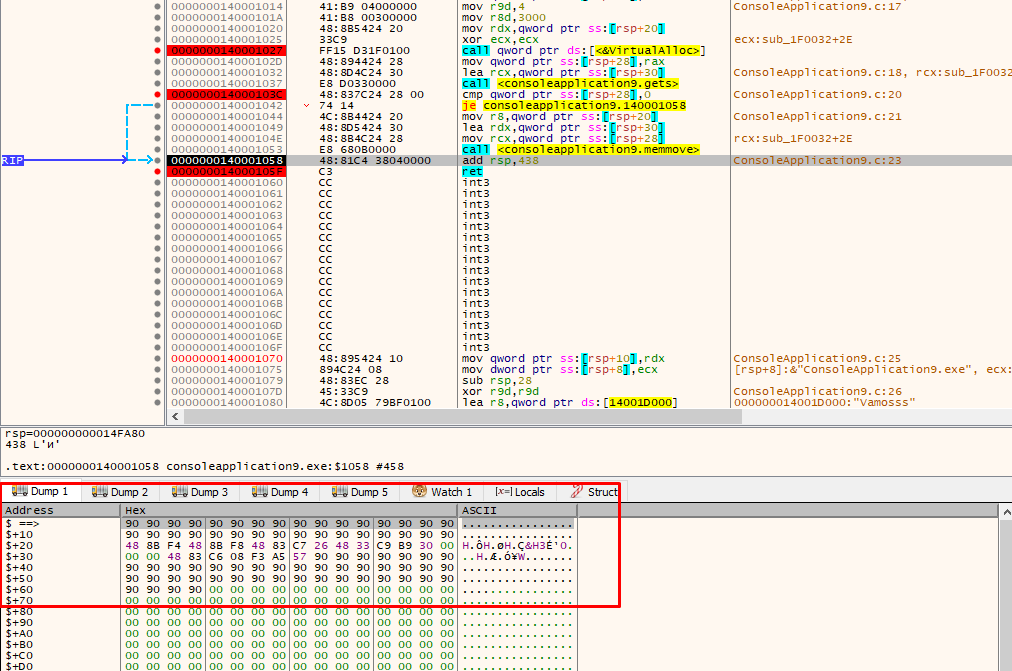 0000000140001014 41:B9 04000000 mov r9d,4 ConsoleApplication9.c:17
000000014000101A 41:B8 00300000 mov r8d,3000
0000000140001020 48:8B5424 20 mov rdx,qword ptr ss:[rsp+20]
0000000140001025 33C9 xor ecx,ecx ecx:sub_1F0032+2E
0000000140001027 FF15 D31F0100 call qword ptr ds:[<&VirtualAlloc>]
000000014000102D 48:894424 28 mov qword ptr ss:[rsp+28],rax
0000000140001032 48:8D4C24 30 lea rcx,qword ptr ss:[rsp+30] ConsoleApplication9.c:18, rcx:sub_1F0032
0000000140001037 E8 D0330000 call <consoleapplication9.gets>
000000014000103C 48:837C24 28 00 cmp qword ptr ss:[rsp+28],0 ConsoleApplication9.c:20
0000000140001042 74 14 je consoleapplication9.140001058
0000000140001044 4C:8B4424 20 mov r8,qword ptr ss:[rsp+20] ConsoleApplication9.c:21
0000000140001049 48:8D5424 30 lea rdx,qword ptr ss:[rsp+30]
000000014000104E 48:8B4C24 28 mov rcx,qword ptr ss:[rsp+28] rcx:sub_1F0032+2E
0000000140001053 E8 680B0000 call <consoleapplication9.memmove>
RIP 0000000140001058 48:81C4 38040000 add rsp,438 ConsoleApplication9.c:23
000000014000105F C3 ret
0000000140001060 CC int3
0000000140001061 CC int3
0000000140001062 CC int3
0000000140001063 CC int3
0000000140001064 CC int3
0000000140001065 CC int3
0000000140001066 CC int3
0000000140001067 CC int3
0000000140001068 CC int3
0000000140001069 CC int3
000000014000106A CC int3
000000014000106B CC int3
000000014000106C CC int3
000000014000106D CC int3
000000014000106E CC int3
000000014000106F CC int3
0000000140001070 48:895424 10 mov qword ptr ss:[rsp+10],rdx ConsoleApplication9.c:25
0000000140001075 894C24 08 mov dword ptr ss:[rsp+8],ecx [rsp+8]:&"ConsoleApplication9.exe", ecx:
0000000140001079 48:83EC 28 sub rsp,28
000000014000107D 45:33C9 xor r9d,r9d ConsoleApplication9.c:26
0000000140001080 4C:8D05 79BF0100 lea r8,qword ptr ds:[14001D000] 000000014001D000:"Vamosss"
rsp=000000000014FA80
438 L'и'
.text:0000000140001058 consoleapplication9.exe:$1058 #458
Dump 1 Dump 2 Dump 3 Dump 4 Dump 5 Watch 1 [x=] Locals Struct
Address Hex ASCII
$ ==> 90 90 90 90 90 90 90 90 90 90 90 90 90 90 90 90 ................
$+10 90 90 90 90 90 90 90 90 90 90 90 90 90 90 90 90 ................
$+20 48 8B F4 48 8B F8 48 83 C7 26 48 33 C9 B9 30 00 H.ôH.øH.Ç&H3É¹0.
$+30 00 00 48 83 C6 08 F3 A5 57 90 90 90 90 90 90 90 ..H.Æ.ó¥W.......
$+40 90 90 90 90 90 90 90 90 90 90 90 90 90 90 90 90 ................
$+50 90 90 90 90 90 90 90 90 90 90 90 90 90 90 90 90 ................
$+60 90 90 90 90 00 00 00 00 00 00 00 00 00 00 00 00 ................
$+70 00 00 00 00 00 00 00 00 00 00 00 00 00 00 00 00 ................
$+80 00 00 00 00 00 00 00 00 00 00 00 00 00 00 00 00 ................
$+90 00 00 00 00 00 00 00 00 00 00 00 00 00 00 00 00 ................
$+A0 00 00 00 00 00 00 00 00 00 00 00 00 00 00 00 00 ................
$+B0 00 00 00 00 00 00 00 00 00 00 00 00 00 00 00 00 ................
$+C0 00 00 00 00 00 00 00 00 00 00 00 00 00 00 00 00 ................
$+D0 00 00 00 00 00 00 00 00 00 00 00 00 00 00 00 00 ................